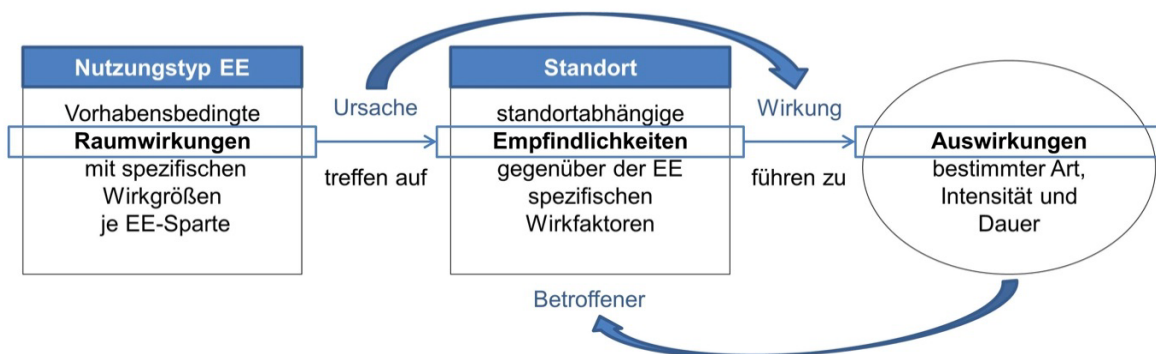 Nutzungstyp EE
Vorhabensbedingte
Raumwirkungen
mit spezifischen
Wirkgrößen
je EE-Sparte
Ursache
treffen auf
Standort
standortabhängige
Empfindlichkeiten
gegenüber der EE
spezifischen
Wirkfaktoren
Betroffener
Wirkung
führen zu
Auswirkungen
bestimmter Art,
Intensität und
Dauer